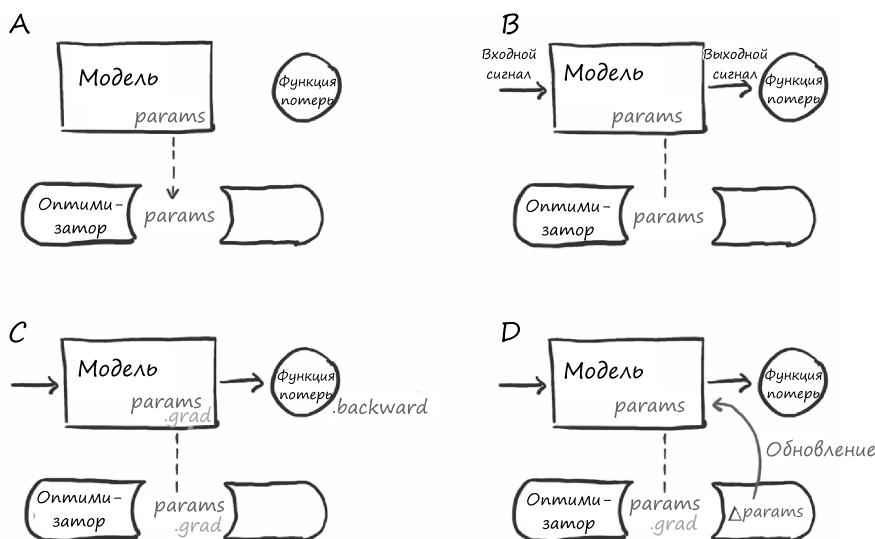 A
Модель
params
Функция
потерь
Оптими-
затор
params
B
Входной
сигнал
Модель
params
Выходной
сигнал
Функция
потерь
Оптими-
затор
params
C
Модель
params
.grad
Функция
потерь
.backward
Оптими-
затор
params
.grad
D
Модель
params
Функция
потерь
Обновление
Оптими-
затор
params
.grad
Δparams